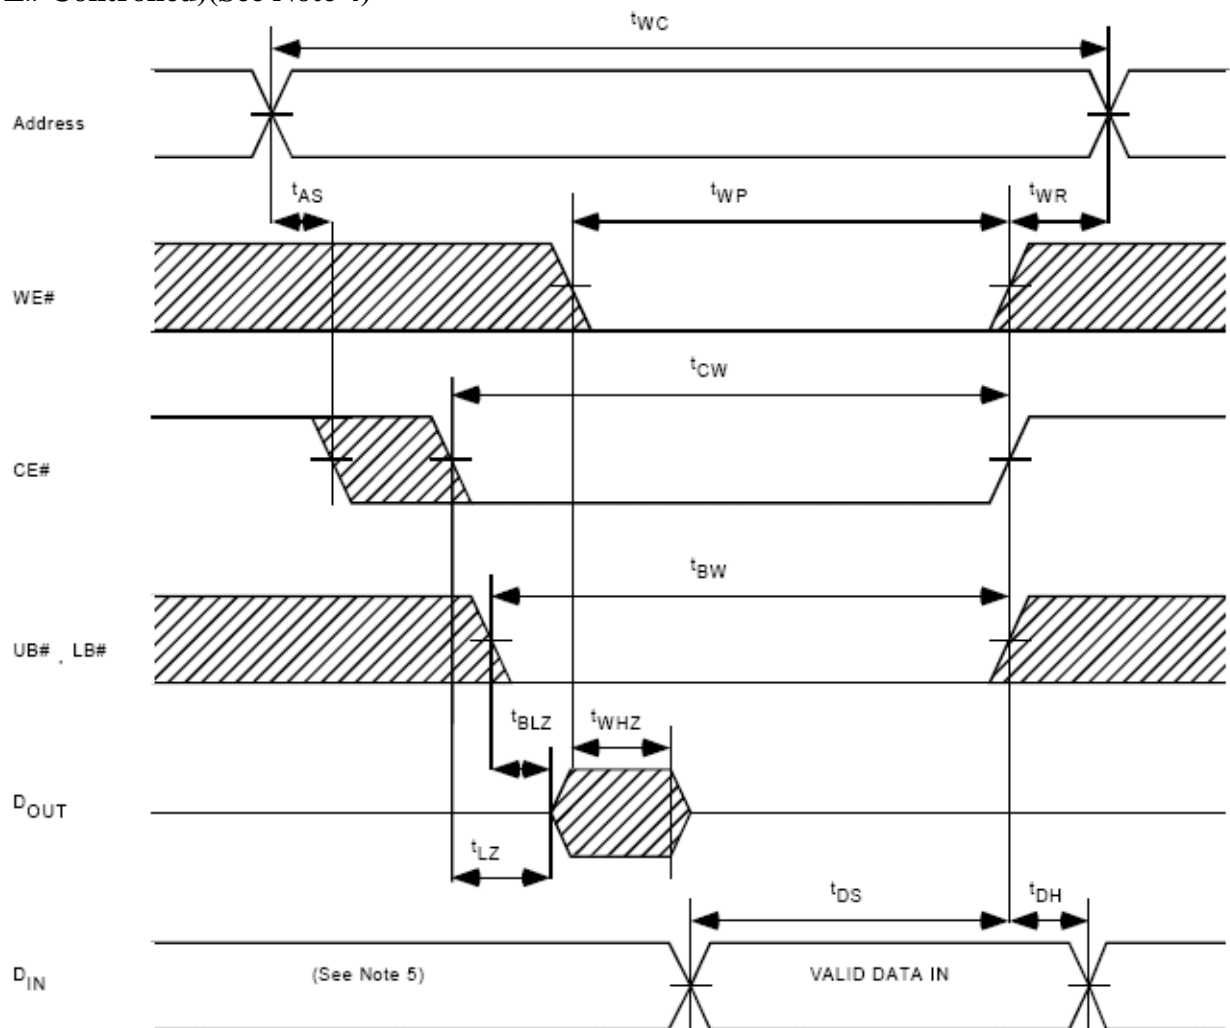 Controlled)(See Note 4)
tWC
Address
tAS
tWP
tWR
WE#
tCW
CE#
tBW
UB# , LB#
tBLZ
tWHZ
DOUT
tLZ
tDS
tDH
DIN
(See Note 5)
VALID DATA IN